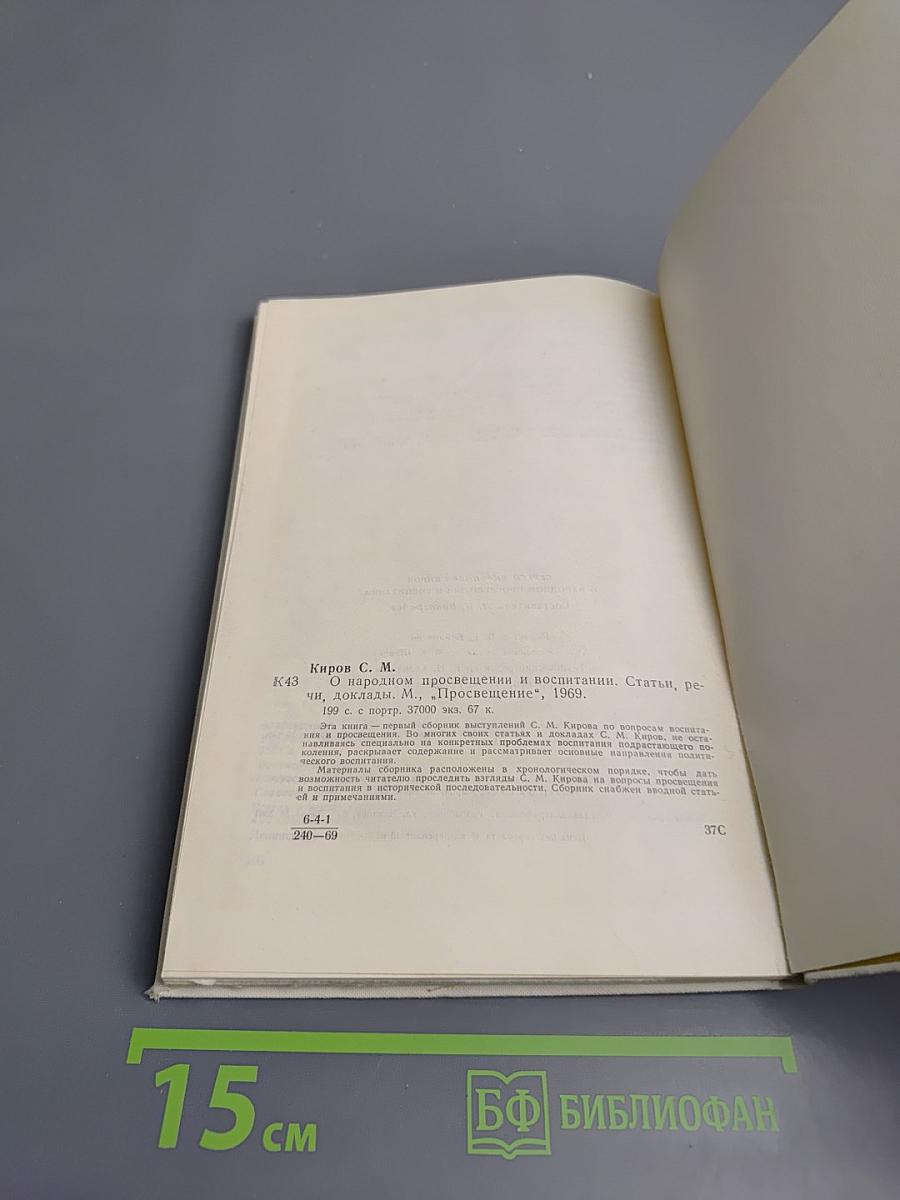 Киров С. М.
К43 О народном просвещении и воспитании. Статьи, ре-
чи, доклады. М., „Просвещение“, 1969.
199 с. с портр. 37000 экз. 67 к.
Эта книга — первый сборник выступлений С. М. Кирова по вопросам воспита-
ния и просвещения. Во многих своих статьях и докладах С. М. Киров, не оста-
навливаясь специально на конкретных проблемах воспитания подрастающего по-
коления, раскрывает содержание и рассматривает основные направления полити-
ческого воспитания.
Материалы сборника расположены в хронологическом порядке, чтобы дать
возможность читателю проследить взгляды С. М. Кирова на вопросы просвещения
и воспитания в исторической последовательности. Сборник снабжен вводной стать-
ей и примечаниями.
6-4-1
240—69
37С
15 см
БФ БИБЛИОФАН